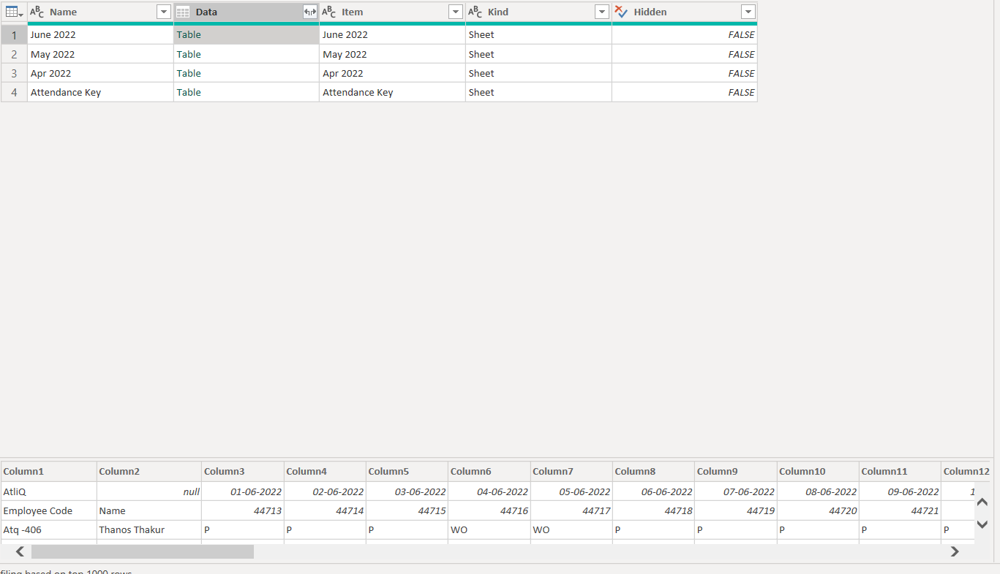 ABC Name Data ABC Item ABC Kind Hidden
1 June 2022 Table June 2022 Sheet FALSE
2 May 2022 Table May 2022 Sheet FALSE
3 Apr 2022 Table Apr 2022 Sheet FALSE
4 Attendance Key Table Attendance Key Sheet FALSE
Column1 Column2 Column3 Column4 Column5 Column6 Column7 Column8 Column9 Column10 Column11 Column12
AtliQ null 01-06-2022 02-06-2022 03-06-2022 04-06-2022 05-06-2022 06-06-2022 07-06-2022 08-06-2022 09-06-2022 1
Employee Code Name 44713 44714 44715 44716 44717 44718 44719 44720 44721
Atq -406 Thanos Thakur P P P WO WO P P P P P
filing based on top 1000 rows